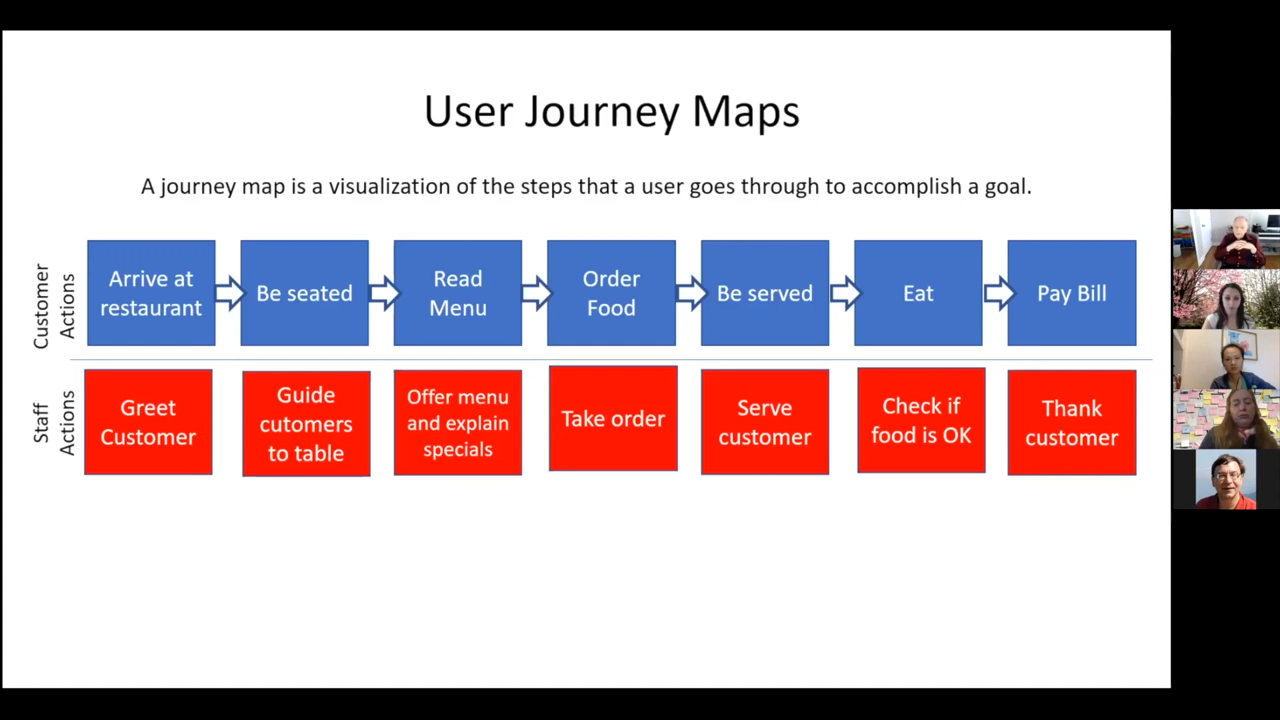 User Journey Maps
A journey map is a visualization of the steps that a user goes through to accomplish a goal.
Customer
Actions
Arrive at
restaurant
Be seated
Read
Menu
Order
Food
Be served
Eat
Pay Bill
Staff
Actions
Greet
Customer
Guide
cutomers
to table
Offer menu
and explain
specials
Take order
Serve
customer
Check if
food is OK
Thank
customer